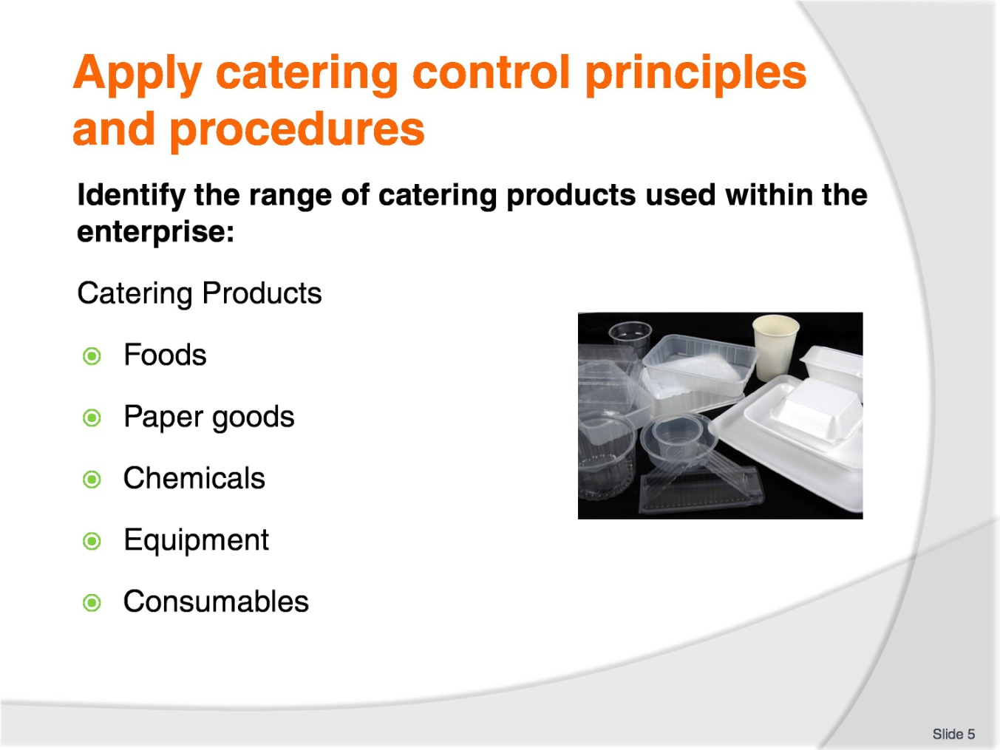 Apply catering control principles
and procedures
Identify the range of catering products used within the
enterprise:
Catering Products
Foods
Paper goods
Chemicals
Equipment
Consumables
Slide 5